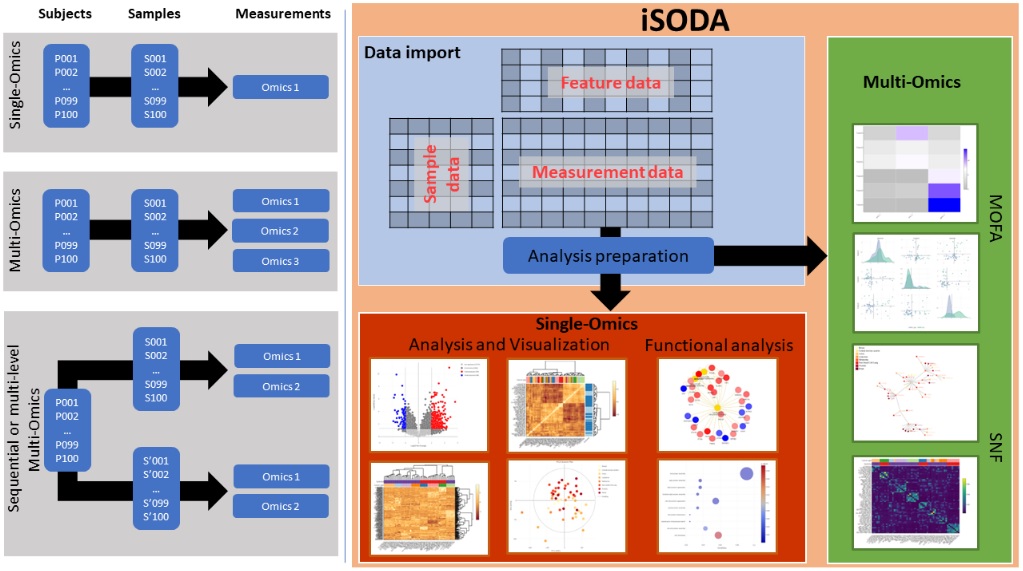 Subjects
Samples
Measurements
Single-Omics
P001
P002
...
P099
P100
S001
S002
...
S099
S100
Omics 1
Multi-Omics
P001
P002
...
P099
P100
S001
S002
...
S099
S100
Omics 1
Omics 2
Omics 3
Sequential or multi-level
Multi-Omics
P001
P002
...
P099
P100
S001
S002
...
S099
S100
Omics 1
Omics 2
S'001
S'002
...
S'099
S'100
Omics 1
Omics 2
iSODA
Data import
Feature data
Sample
data
Measurement data
Analysis preparation
Single-Omics
Analysis and Visualization
Functional analysis
Multi-Omics
MOFA
SNF